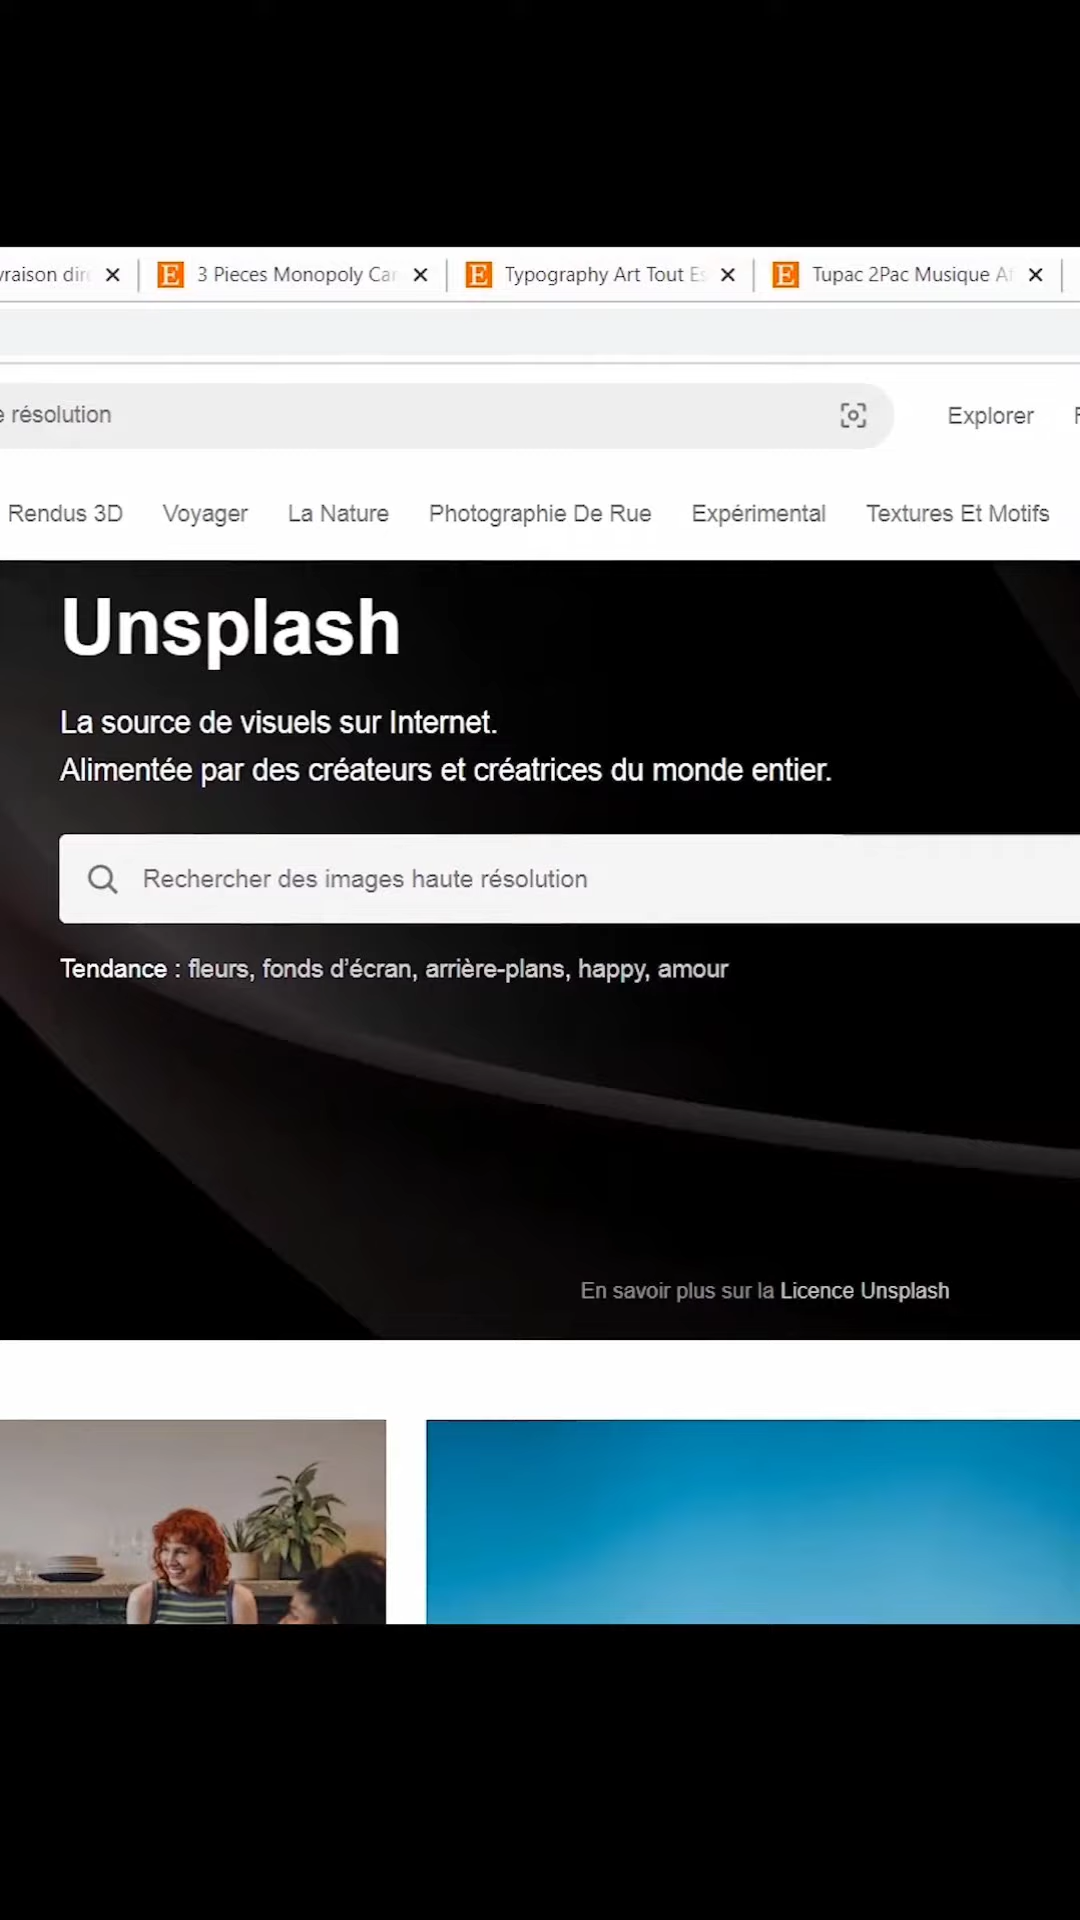 vraison dir
E 3 Pieces Monopoly Car
E Typography Art Tout Es
E Tupac 2Pac Musique Af
e résolution
Explorer
Rendus 3D
Voyager
La Nature
Photographie De Rue
Expérimental
Textures Et Motifs
Unsplash
La source de visuels sur Internet.
Alimentée par des créateurs et créatrices du monde entier.
Rechercher des images haute résolution
Tendance : fleurs, fonds d’écran, arrière-plans, happy, amour
En savoir plus sur la Licence Unsplash